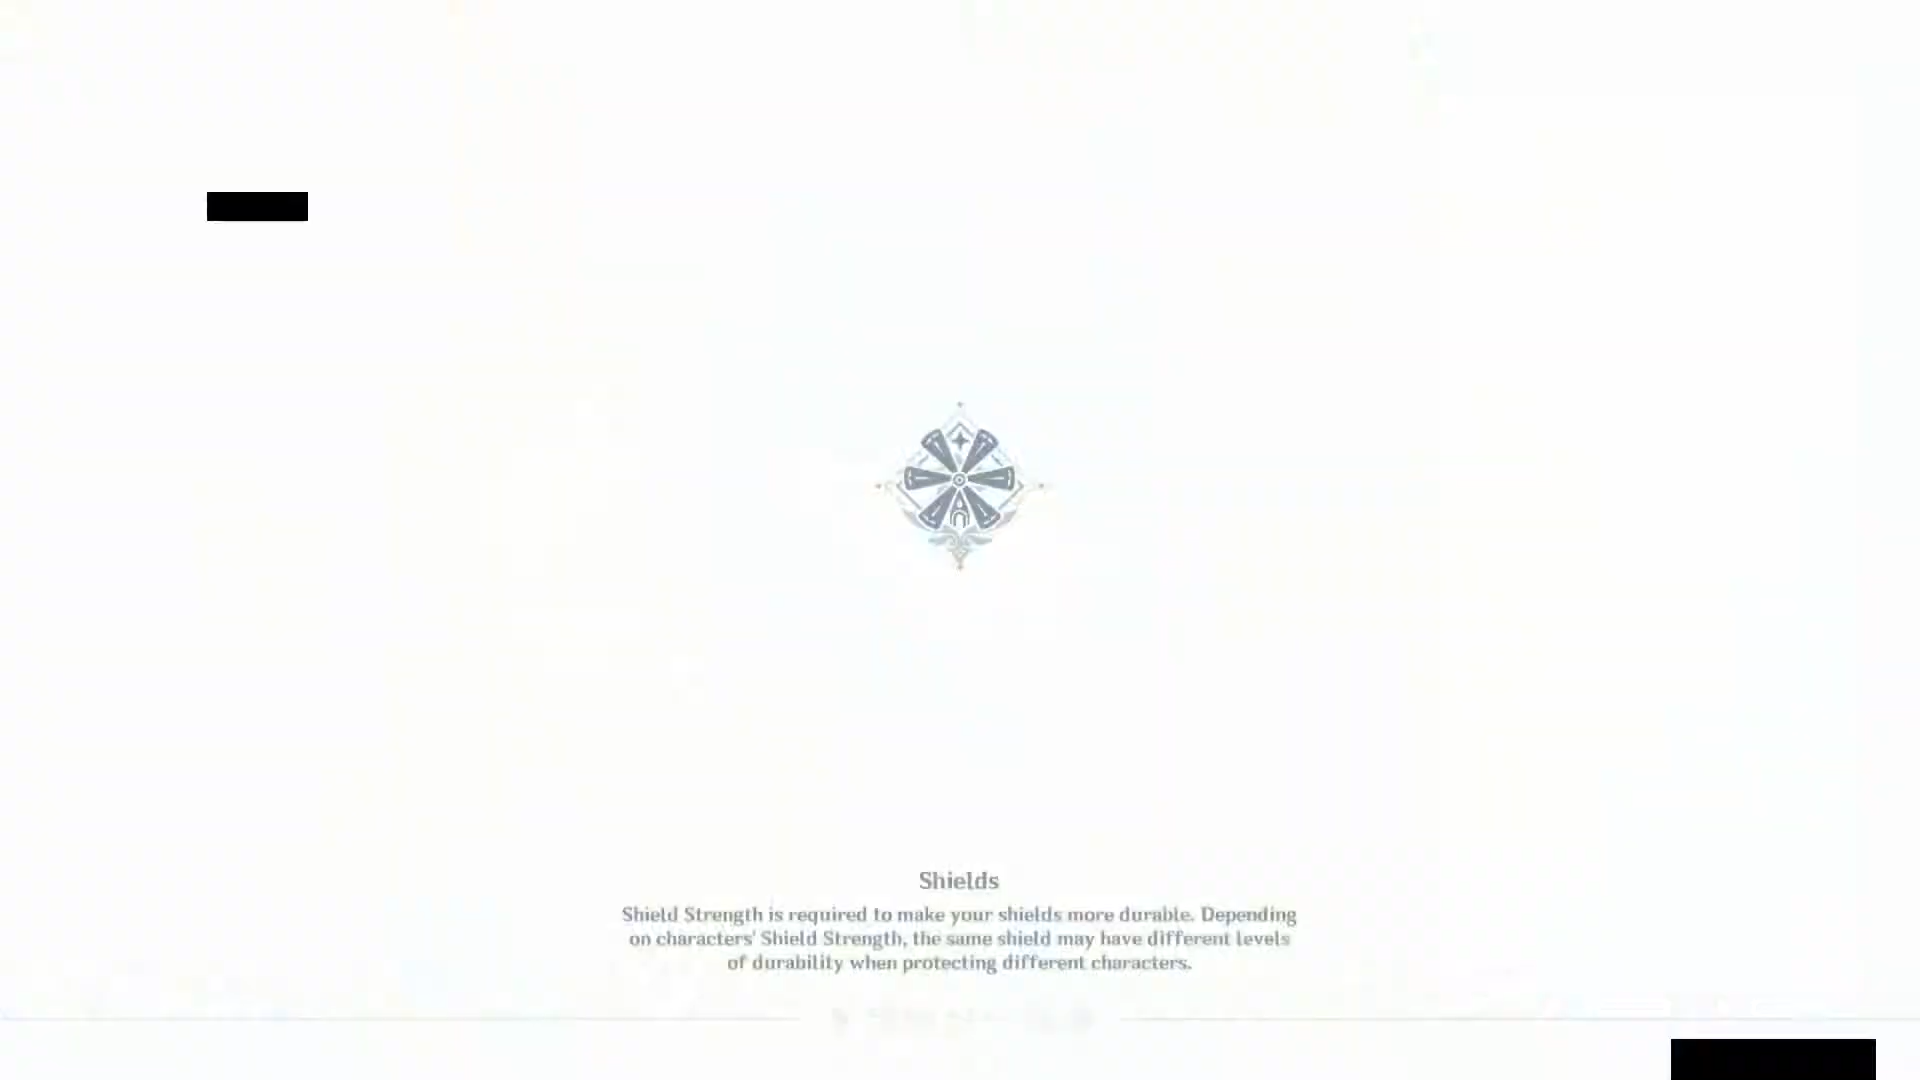 Shields
Shield Strength is required to make your shields more durable. Depending
on characters' Shield Strength, the same shield may have different levels
of durability when protecting different characters.